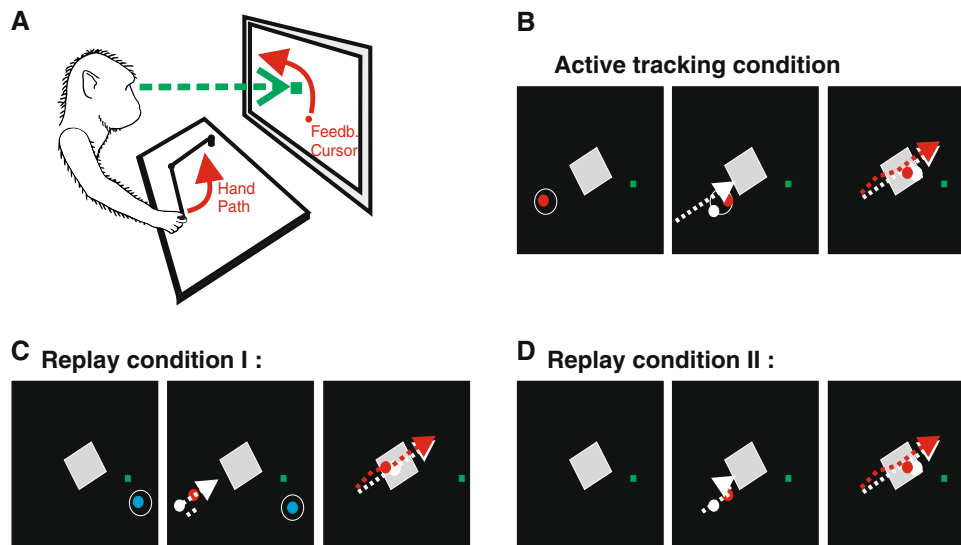 A
Feedb.
Cursor
Hand
Path
B
Active tracking condition
C Replay condition I :
D Replay condition II :